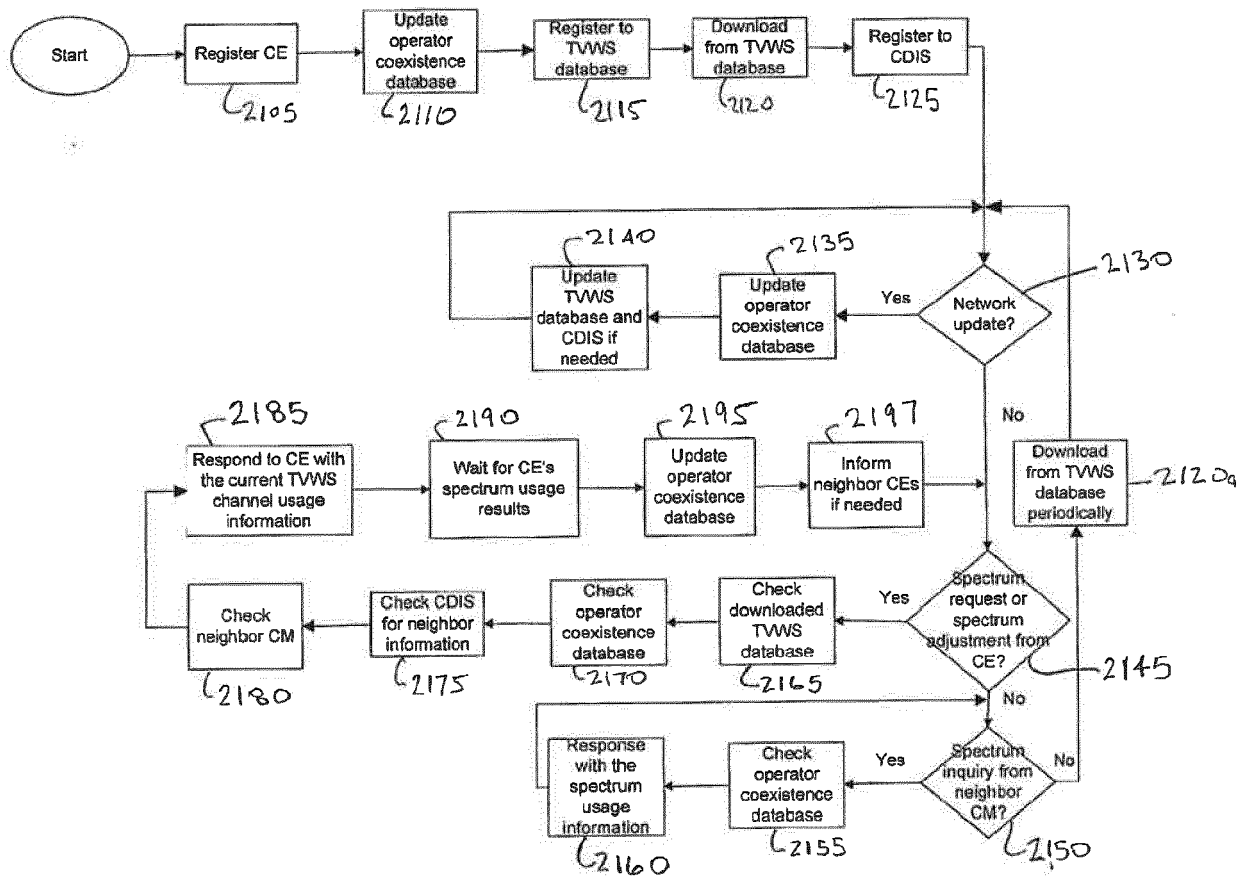 Start
Register CE
2105
Update
operator
coexistence
database
2110
Register to
TVWS
database
2115
Download
from TVWS
database
2120
Register to
CDIS
2125
Network
update?
2130
Yes
No
Update
operator
coexistence
database
2135
Update
TVWS
database and
CDIS if
needed
2140
Respond to CE with
the current TVWS
channel usage
information
2185
Wait for CE's
spectrum usage
results
2190
Update
operator
coexistence
database
2195
Inform
neighbor CEs
if needed
2197
Download
from TVWS
database
periodically
2120a
Spectrum
request or
spectrum
adjustment from
CE?
2145
Yes
No
Check
downloaded
TVWS
database
2165
Check
operator
coexistence
database
2170
Check CDIS
for neighbor
information
2175
Check
neighbor CM
2180
Spectrum
inquiry from
neighbor
CM?
2150
Yes
No
Check
operator
coexistence
database
2155
Response
with the
spectrum
usage
information
2160